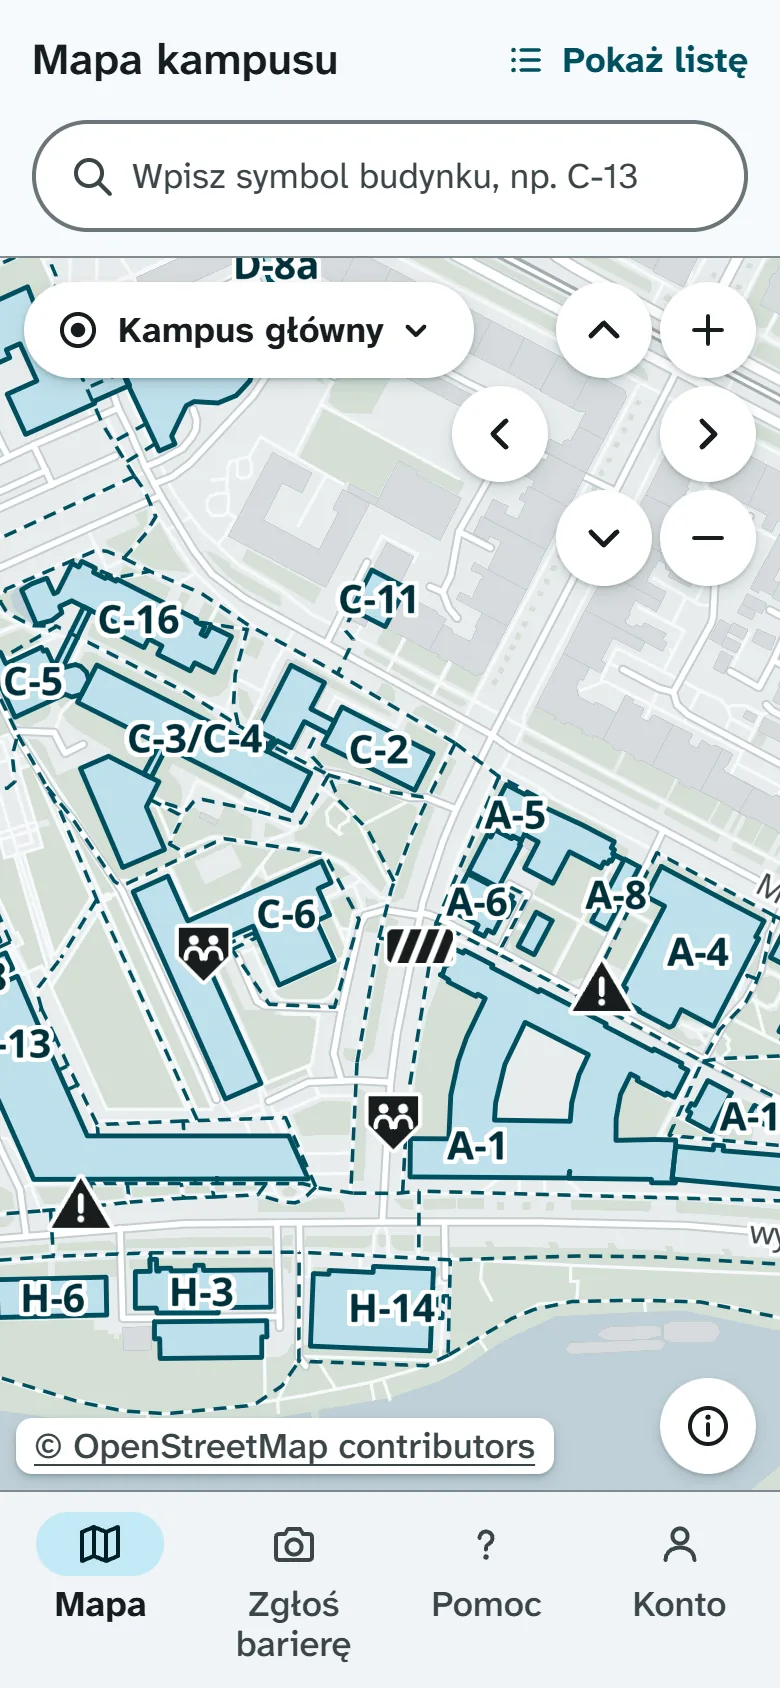 Mapa kampusu
Pokaż listę
Wpisz symbol budynku, np. C-13
D-8a
Kampus główny
C-11
C-16
C-5
C-3/C-4
C-2
A-5
A-8
A-6
C-6
A-4
-13
A-1
A-1
wy
H-6
H-3
H-14
© OpenStreetMap contributors
Mapa
Zgłoś
barierę
Pomoc
Konto